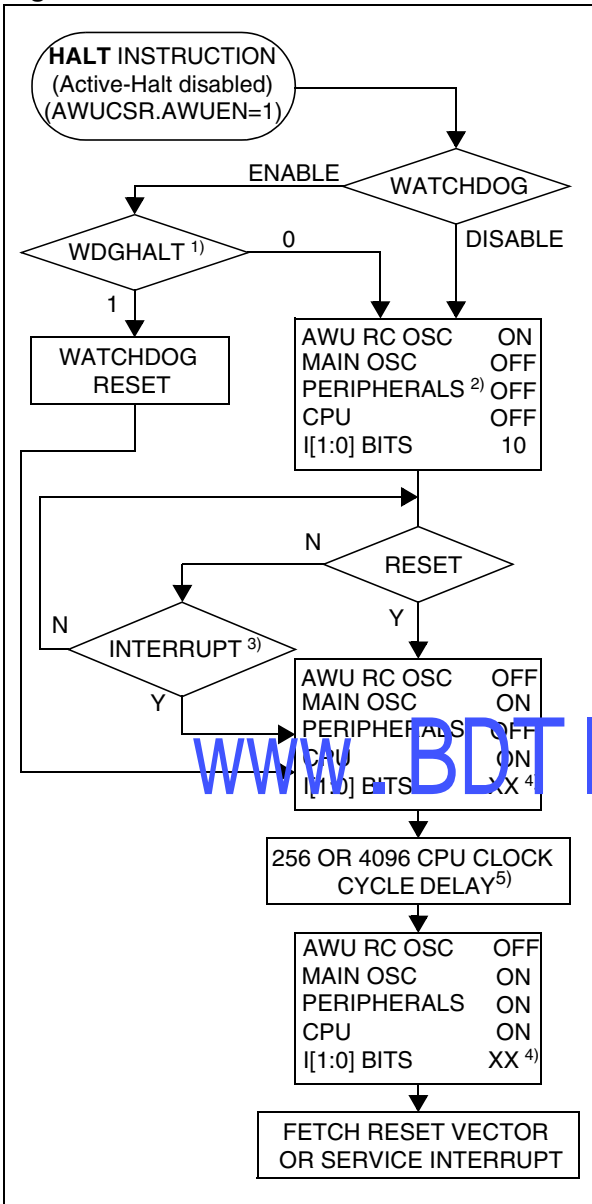 HALT INSTRUCTION
(Active-Halt disabled)
(AWUCSR.AWUEN=1)
WATCHDOG
ENABLE
DISABLE
WDGHALT 1)
0
1
WATCHDOG
RESET
AWU RC OSC ON
MAIN OSC OFF
PERIPHERALS 2) OFF
CPU OFF
I[1:0] BITS 10
RESET
N
Y
INTERRUPT 3)
N
Y
AWU RC OSC OFF
MAIN OSC ON
PERIPHERALS OFF
CPU ON
I[1:0] BITS XX 4)
www.BDT
256 OR 4096 CPU CLOCK
CYCLE DELAY5)
AWU RC OSC OFF
MAIN OSC ON
PERIPHERALS ON
CPU ON
I[1:0] BITS XX 4)
FETCH RESET VECTOR
OR SERVICE INTERRUPT